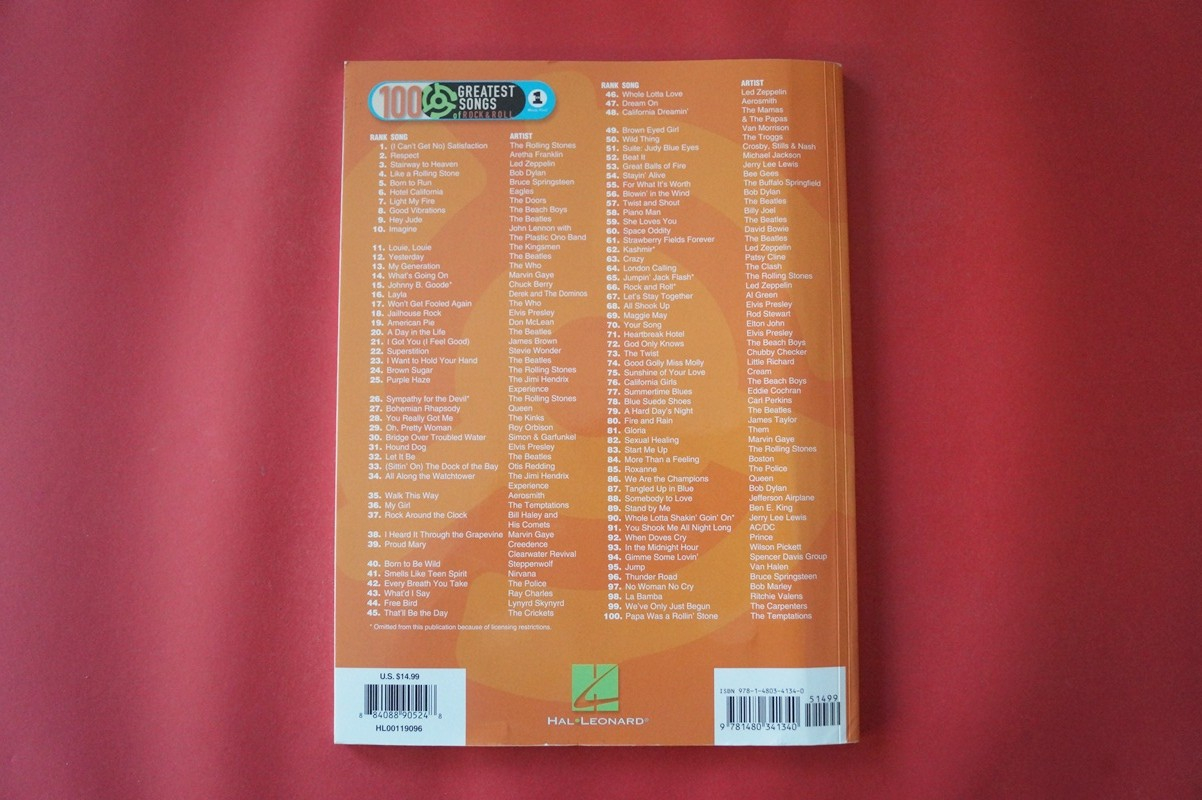 100 GREATEST
SONGS
of ROCK & ROLL
1
RANK SONG ARTIST
1. (I Can't Get No) Satisfaction The Rolling Stones
2. Respect Aretha Franklin
3. Stairway to Heaven Led Zeppelin
4. Like a Rolling Stone Bob Dylan
5. Born to Run Bruce Springsteen
6. Hotel California Eagles
7. Light My Fire The Doors
8. Good Vibrations The Beach Boys
9. Hey Jude The Beatles
10. Imagine John Lennon with
The Plastic Ono Band
11. Louie, Louie The Kingsmen
12. Yesterday The Beatles
13. My Generation The Who
14. What's Going On Marvin Gaye
15. Johnny B. Goode* Chuck Berry
16. Layla Derek and The Dominos
17. Won't Get Fooled Again The Who
18. Jailhouse Rock Elvis Presley
19. American Pie Don McLean
20. A Day in the Life The Beatles
21. I Got You (I Feel Good) James Brown
22. Superstition Stevie Wonder
23. I Want to Hold Your Hand The Beatles
24. Brown Sugar The Rolling Stones
25. Purple Haze The Jimi Hendrix
Experience
26. Sympathy for the Devil* The Rolling Stones
27. Bohemian Rhapsody Queen
28. You Really Got Me The Kinks
29. Oh, Pretty Woman Roy Orbison
30. Bridge Over Troubled Water Simon & Garfunkel
31. Hound Dog Elvis Presley
32. Let It Be The Beatles
33. (Sittin' On) The Dock of the Bay Otis Redding
34. All Along the Watchtower The Jimi Hendrix
Experience
35. Walk This Way Aerosmith
36. My Girl The Temptations
37. Rock Around the Clock Bill Haley and
His Comets
38. I Heard It Through the Grapevine Marvin Gaye
39. Proud Mary Creedence
Clearwater Revival
40. Born to Be Wild Steppenwolf
41. Smells Like Teen Spirit Nirvana
42. Every Breath You Take The Police
43. What'd I Say Ray Charles
44. Free Bird Lynyrd Skynyrd
45. That'll Be the Day The Crickets
* Omitted from this publication because of licensing restrictions.
RANK SONG ARTIST
46. Whole Lotta Love Led Zeppelin
47. Dream On Aerosmith
48. California Dreamin' The Mamas
& The Papas
49. Brown Eyed Girl Van Morrison
50. Wild Thing The Troggs
51. Suite: Judy Blue Eyes Crosby, Stills & Nash
52. Beat It Michael Jackson
53. Great Balls of Fire Jerry Lee Lewis
54. Stayin' Alive Bee Gees
55. For What It's Worth The Buffalo Springfield
56. Blowin' in the Wind Bob Dylan
57. Twist and Shout The Beatles
58. Piano Man Billy Joel
59. She Loves You The Beatles
60. Space Oddity David Bowie
61. Strawberry Fields Forever The Beatles
62. Kashmir* Led Zeppelin
63. Crazy Patsy Cline
64. London Calling The Clash
65. Jumpin' Jack Flash* The Rolling Stones
66. Rock and Roll* Led Zeppelin
67. Let's Stay Together Al Green
68. All Shook Up Elvis Presley
69. Maggie May Rod Stewart
70. Your Song Elton John
71. Heartbreak Hotel Elvis Presley
72. God Only Knows The Beach Boys
73. The Twist Chubby Checker
74. Good Golly Miss Molly Little Richard
75. Sunshine of Your Love Cream
76. California Girls The Beach Boys
77. Summertime Blues Eddie Cochran
78. Blue Suede Shoes Carl Perkins
79. A Hard Day's Night The Beatles
80. Fire and Rain James Taylor
81. Gloria Them
82. Sexual Healing Marvin Gaye
83. Start Me Up The Rolling Stones
84. More Than a Feeling Boston
85. Roxanne The Police
86. We Are the Champions Queen
87. Tangled Up in Blue Bob Dylan
88. Somebody to Love Jefferson Airplane
89. Stand by Me Ben E. King
90. Whole Lotta Shakin' Goin' On* Jerry Lee Lewis
91. You Shook Me All Night Long AC/DC
92. When Doves Cry Prince
93. In the Midnight Hour Wilson Pickett
94. Gimme Some Lovin' Spencer Davis Group
95. Jump Van Halen
96. Thunder Road Bruce Springsteen
97. No Woman No Cry Bob Marley
98. La Bamba Ritchie Valens
99. We've Only Just Begun The Carpenters
100. Papa Was a Rollin' Stone The Temptations
U.S. $14.99
8 84088 90524 8
HL00119096
HAL•LEONARD®
ISBN 978-1-4803-4134-0
51499
9 781480 341340